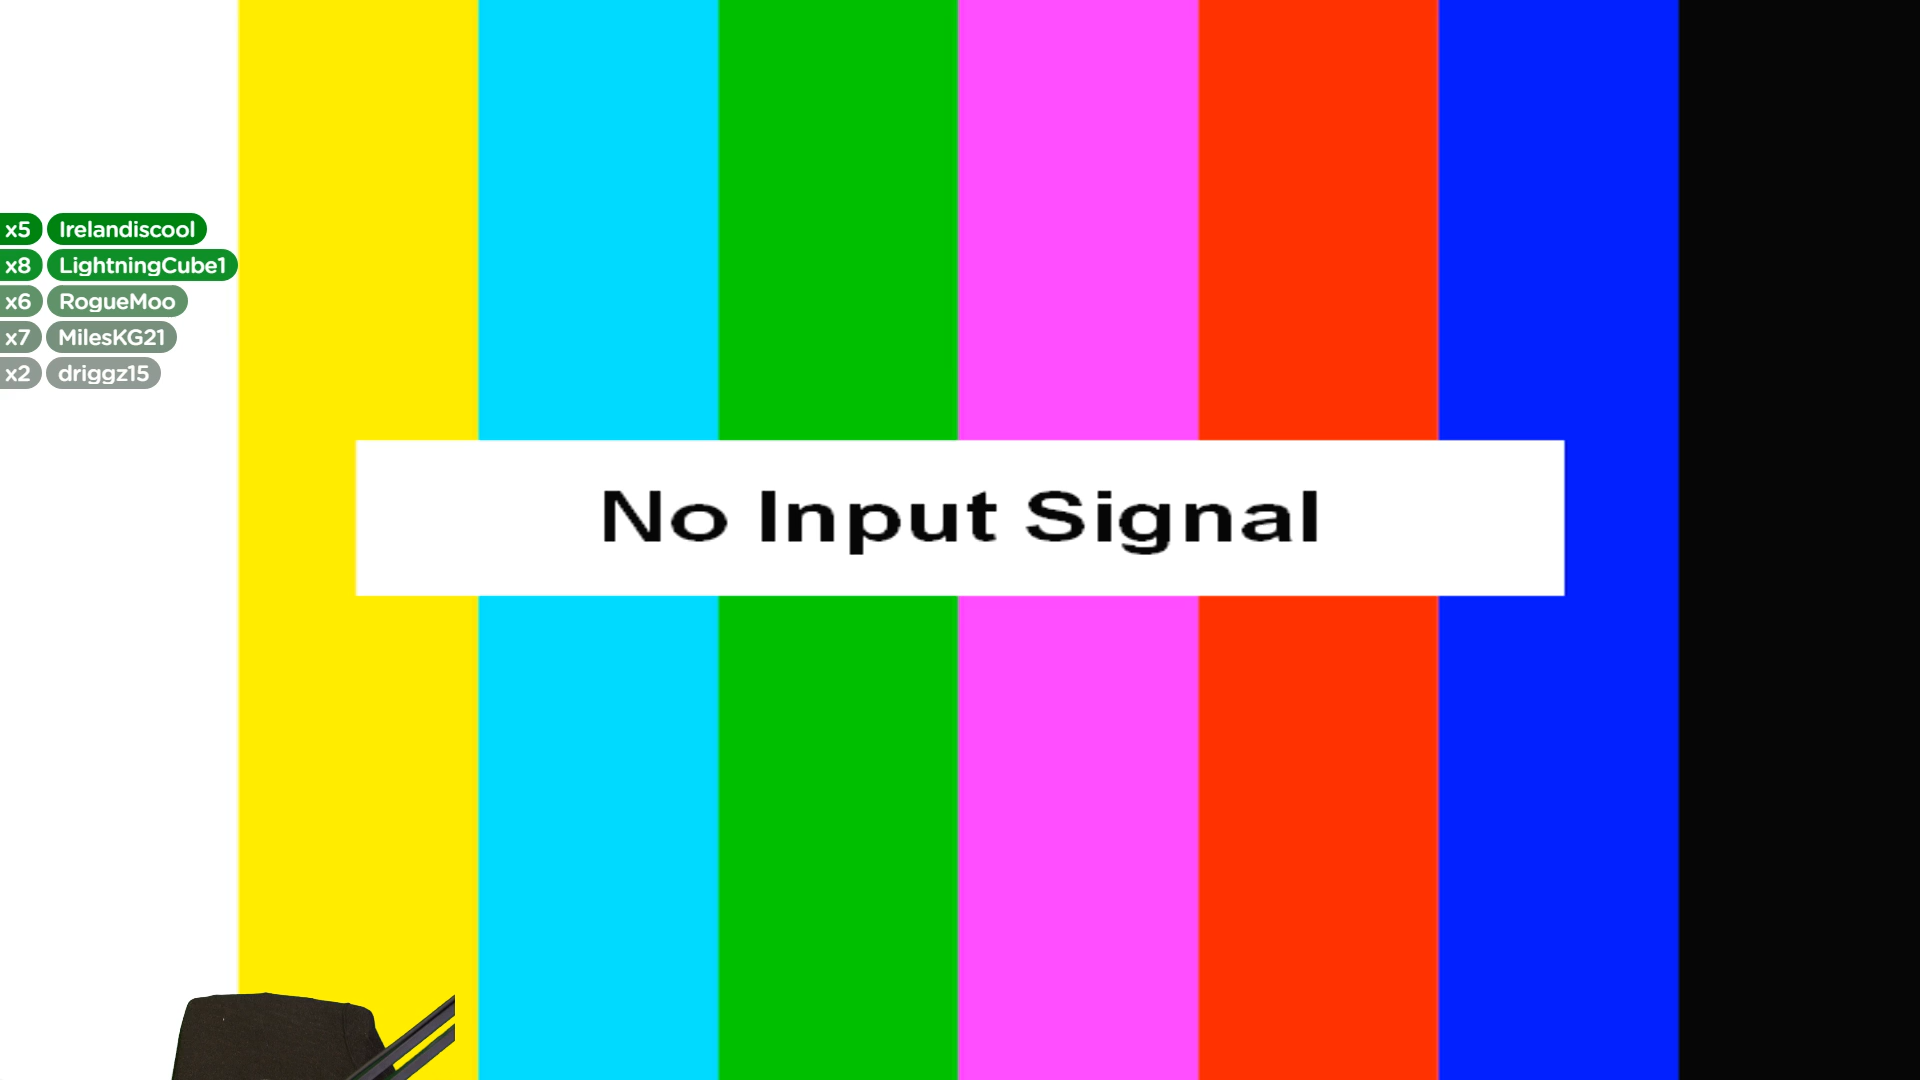 x5 Irelandiscool
x8 LightningCube1
x6 RogueMoo
x7 MilesKG21
x2 driggz15
No Input Signal